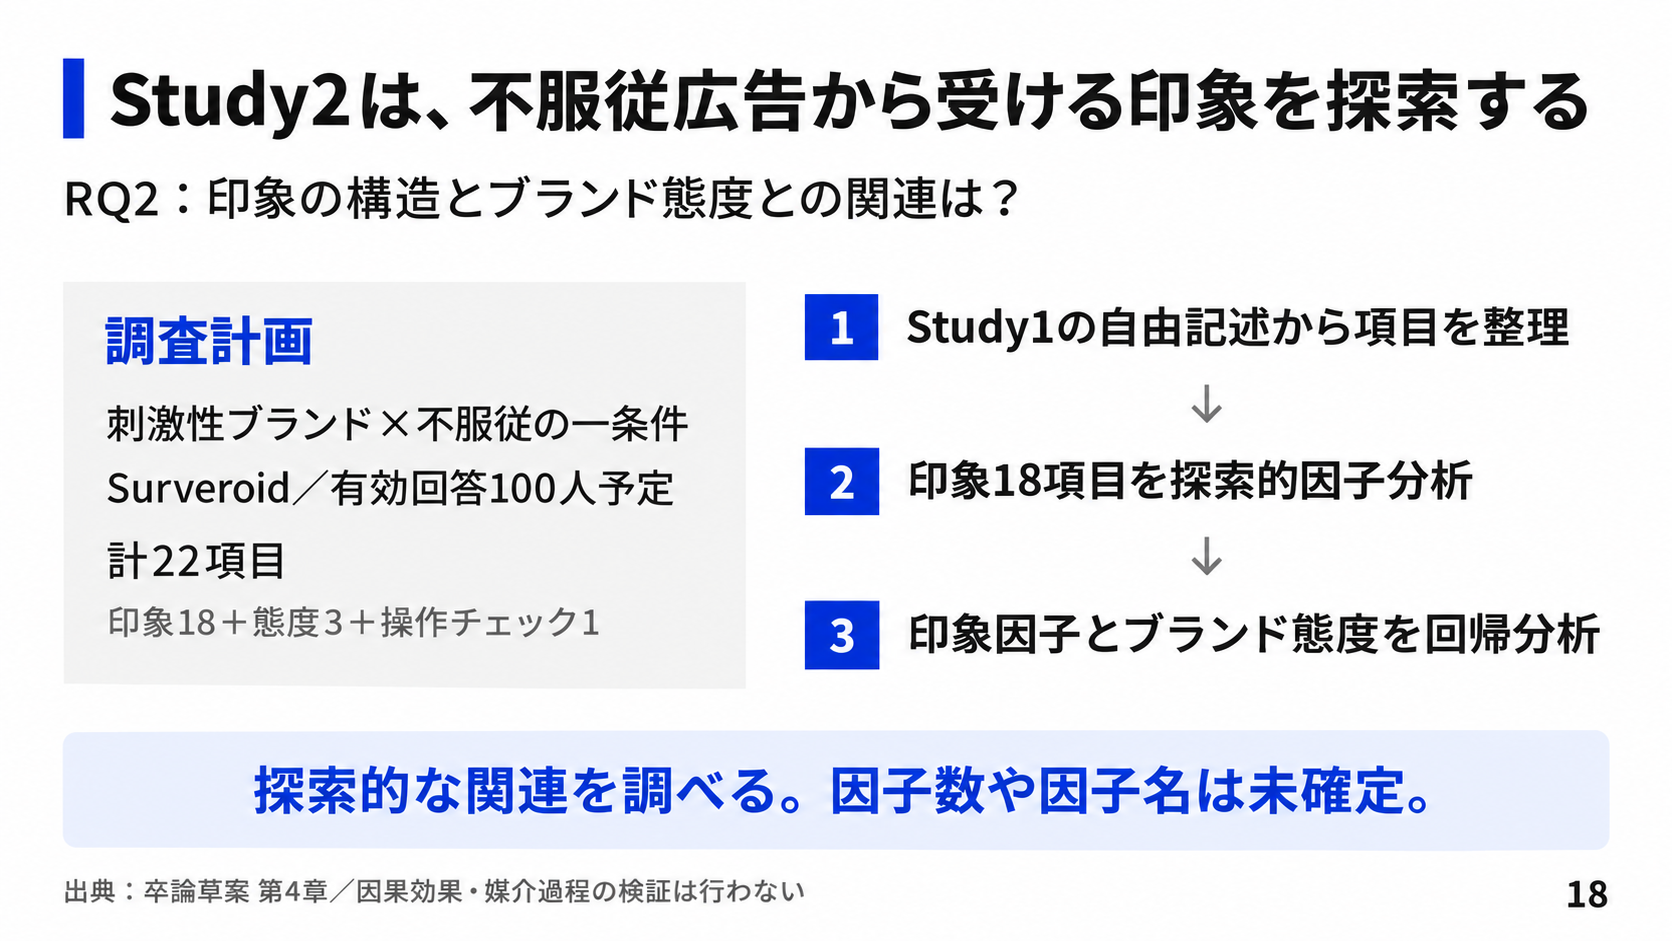 Study2は、不服従広告から受ける印象を探索する
RQ2：印象の構造とブランド態度との関連は？
調査計画
刺激性ブランド×不服従の一条件
Surveroid／有効回答100人予定
計22項目
印象18＋態度3＋操作チェック1
1 Study1の自由記述から項目を整理
↓
2 印象18項目を探索的因子分析
↓
3 印象因子とブランド態度を回帰分析
探索的な関連を調べる。因子数や因子名は未確定。
出典：卒論草案 第4章／因果効果・媒介過程の検証は行わない
18